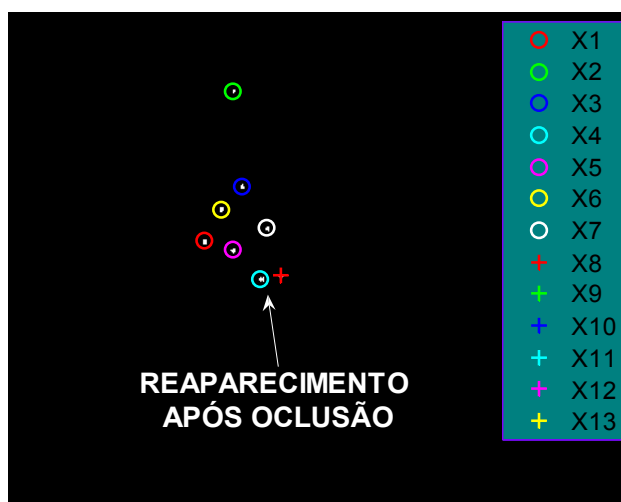 X1
X2
X3
X4
X5
X6
X7
X8
X9
X10
X11
X12
X13
REAPARECIMENTO
APÓS OCLUSÃO